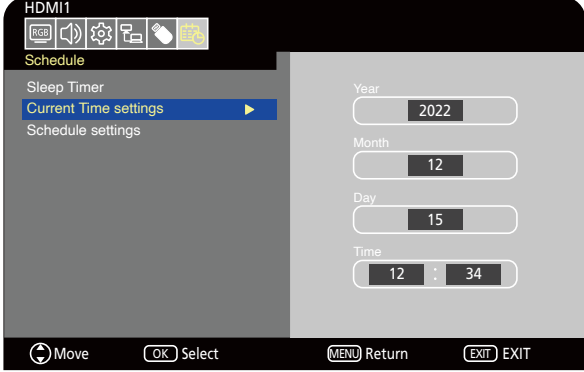 HDMI1
RGB
Schedule
Sleep Timer
Current Time settings
Schedule settings
Year
2022
Month
12
Day
15
Time
12 : 34
Move OK Select MENU Return EXIT EXIT